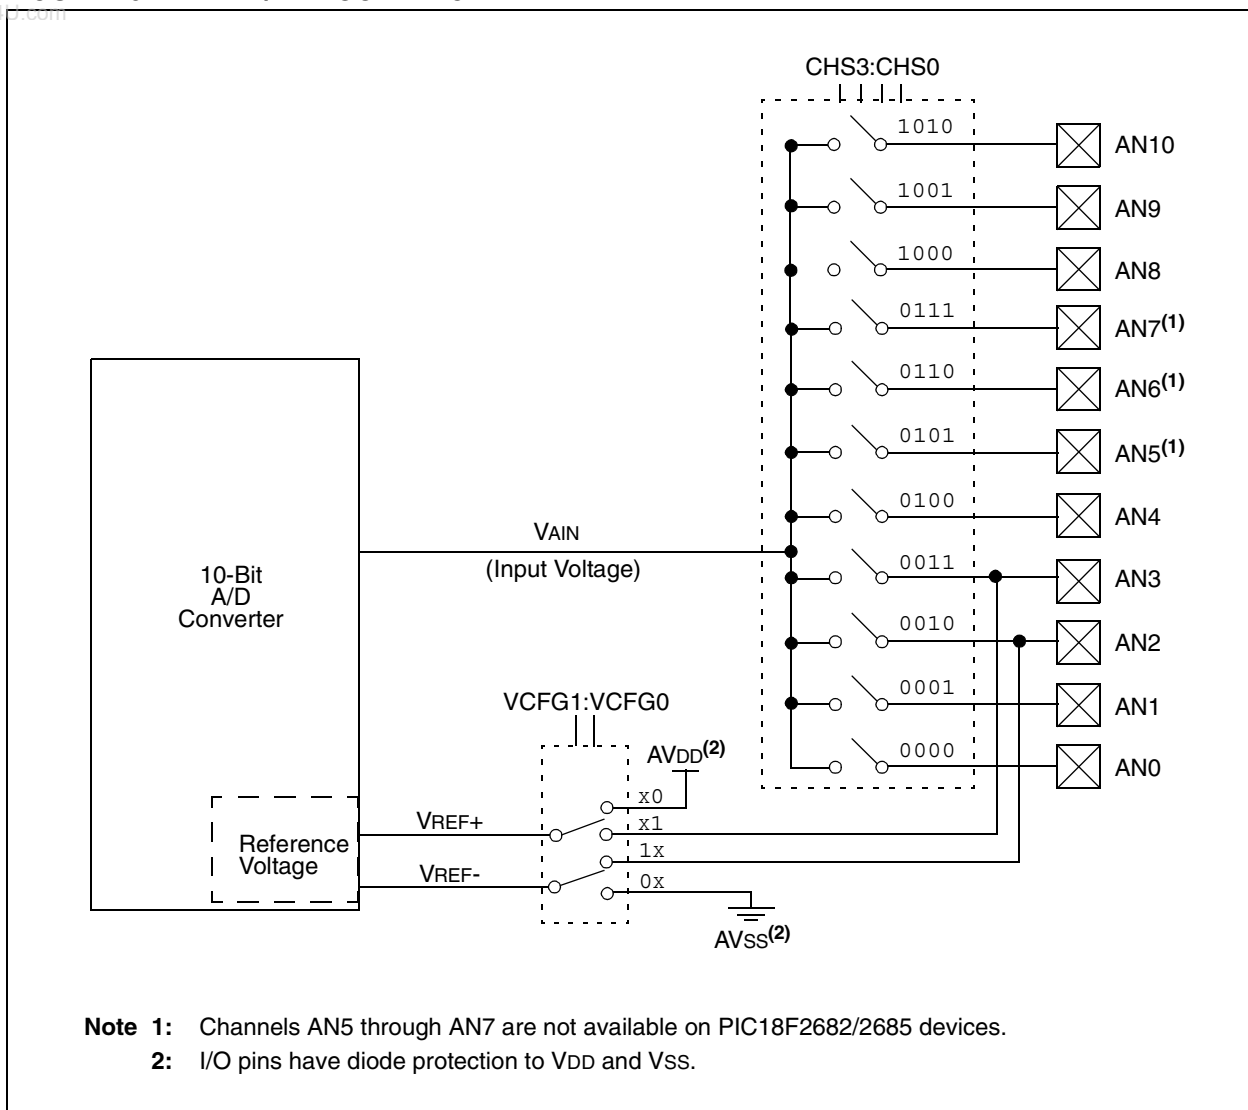 4U.com
CHS3:CHS0
1010
AN10
1001
AN9
1000
AN8
0111
AN7(1)
0110
AN6(1)
0101
AN5(1)
0100
AN4
VAIN
(Input Voltage)
0011
AN3
10-Bit
A/D
Converter
0010
AN2
0001
AN1
VCFG1:VCFG0
0000
AN0
AVDD(2)
x0
VREF+
x1
Reference
Voltage
1x
VREF-
0x
AVSS(2)
Note 1: Channels AN5 through AN7 are not available on PIC18F2682/2685 devices.
2: I/O pins have diode protection to VDD and VSS.